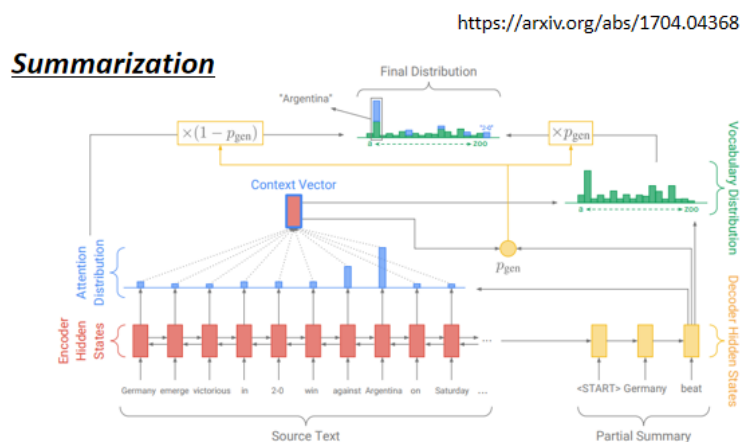 https://arxiv.org/abs/1704.04368
Summarization
Final Distribution
"Argentina"
×(1 − pgen)
"2-0"
×pgen
a
zoo
Context Vector
Vocabulary Distribution
a
zoo
Attention
Distribution
pgen
Encoder
Hidden
States
Decoder Hidden States
...
Germany emerge victorious in 2-0 win against Argentina on Saturday ...
<START> Germany beat
Source Text
Partial Summary